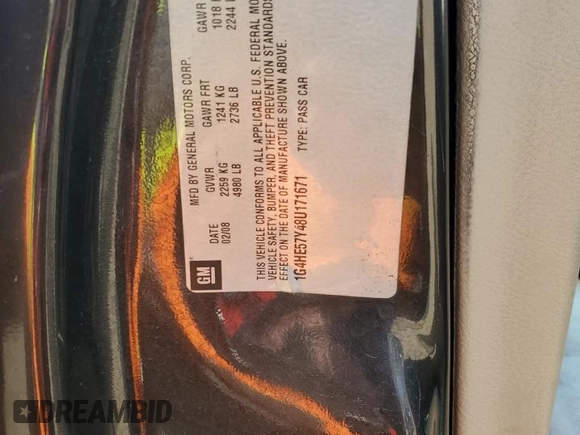 MFD BY GENERAL MOTORS CORP.
DATE GVWR GAWR FRT GAWR
02/08 2259 KG 1241 KG 1018
4980 LB 2736 LB 2244
THIS VEHICLE CONFORMS TO ALL APPLICABLE U.S. FEDERAL
VEHICLE SAFETY, BUMPER, AND THEFT PREVENTION STANDARDS
EFFECT ON THE DATE OF MANUFACTURE SHOWN ABOVE.
1G4HE57Y48U171671 TYPE: PASS CAR
GM
DREAMBID